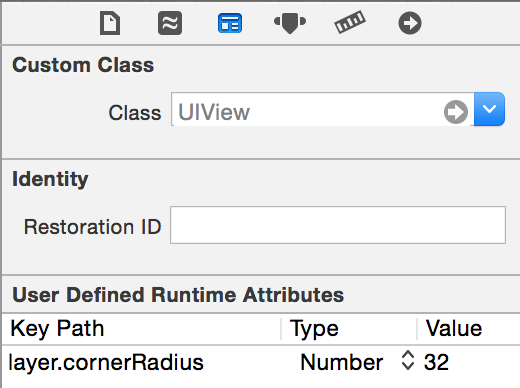 Custom Class
Class UIView
Identity
Restoration ID
User Defined Runtime Attributes
Key Path Type Value
layer.cornerRadius Number 32